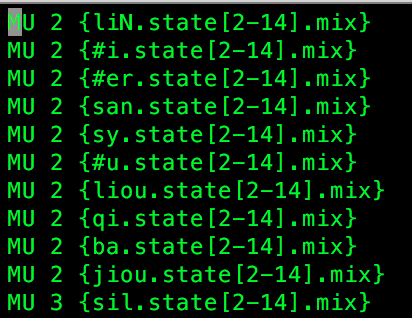 MU 2 {liN.state[2-14].mix}
MU 2 {#i.state[2-14].mix}
MU 2 {#er.state[2-14].mix}
MU 2 {san.state[2-14].mix}
MU 2 {sy.state[2-14].mix}
MU 2 {#u.state[2-14].mix}
MU 2 {liou.state[2-14].mix}
MU 2 {qi.state[2-14].mix}
MU 2 {ba.state[2-14].mix}
MU 2 {jiou.state[2-14].mix}
MU 3 {sil.state[2-14].mix}